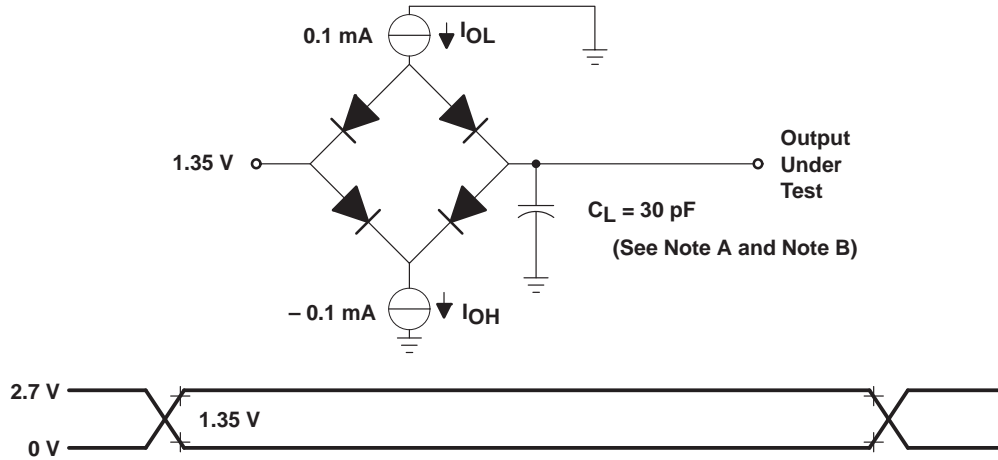 0.1 mA
IOL
1.35 V
Output
Under
Test
CL = 30 pF
(See Note A and Note B)
– 0.1 mA
IOH
2.7 V
1.35 V
0 V